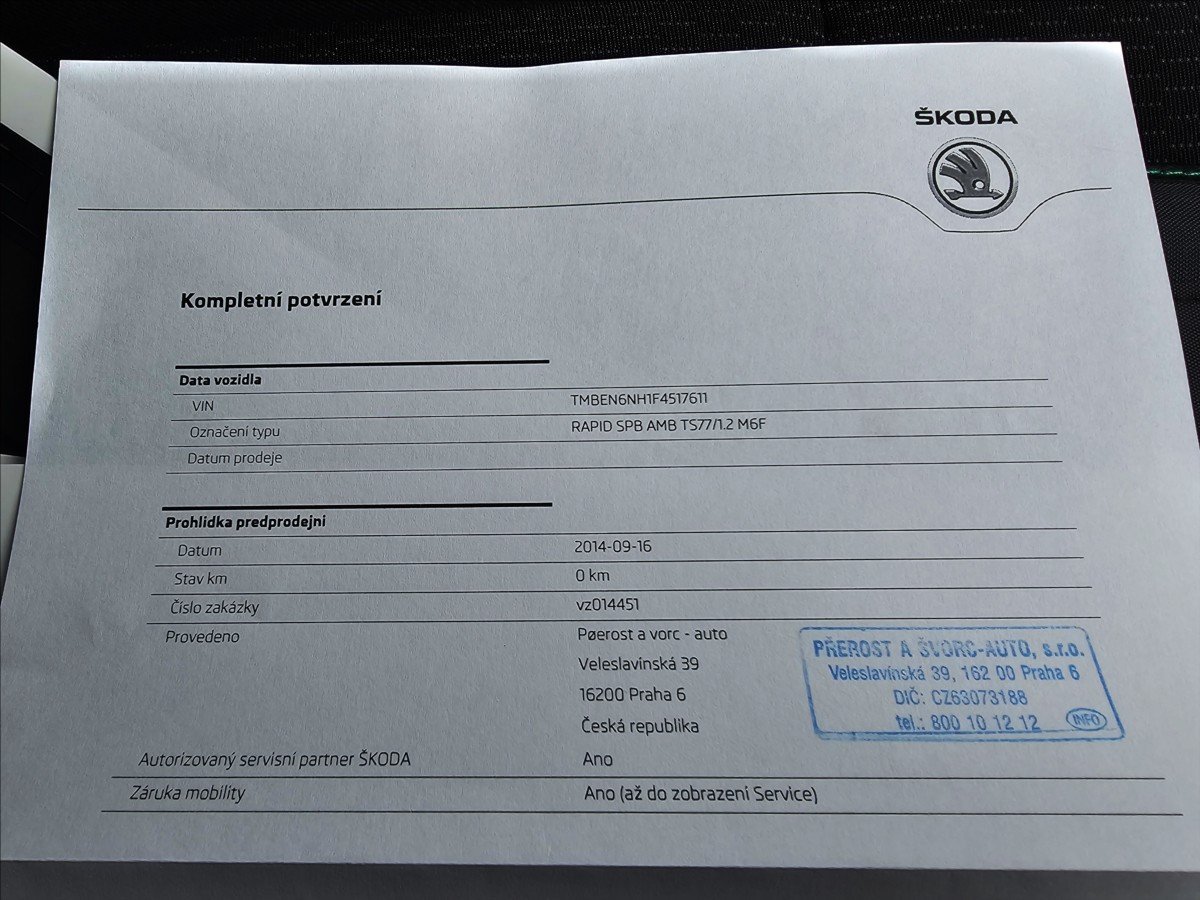 ŠKODA
Kompletní potvrzení
Data vozidla
VIN TMBEN6NH1F4517611
Označení typu RAPID SPB AMB TS77/1.2 M6F
Datum prodeje
Prohlidka predprodejni
Datum 2014-09-16
Stav km 0 km
Číslo zakázky vz014451
Provedeno Pøerost a vorc - auto
Veleslavínská 39
16200 Praha 6
Česká republika
PŘEROST A ŠVORC-AUTO, s.r.o.
Veleslavínská 39, 162 00 Praha 6
DIČ: CZ63073188
tel.: 800 10 12 12 INFO
Autorizovaný servisní partner ŠKODA Ano
Záruka mobility Ano (až do zobrazení Service)